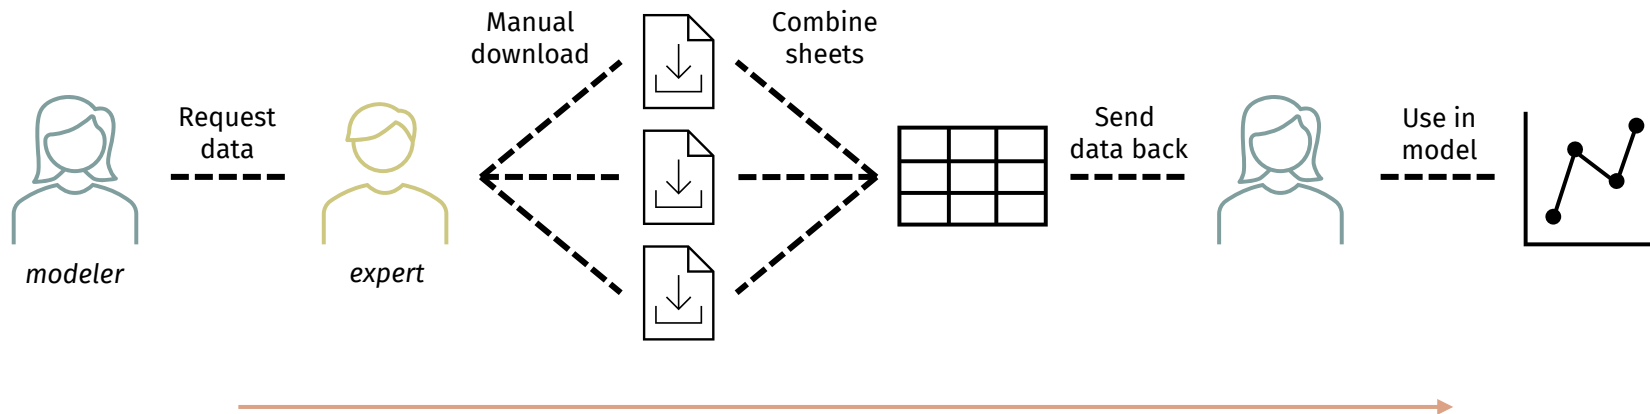 Manual
download
Combine
sheets
Request
data
Send
data back
Use in
model
modeler
expert